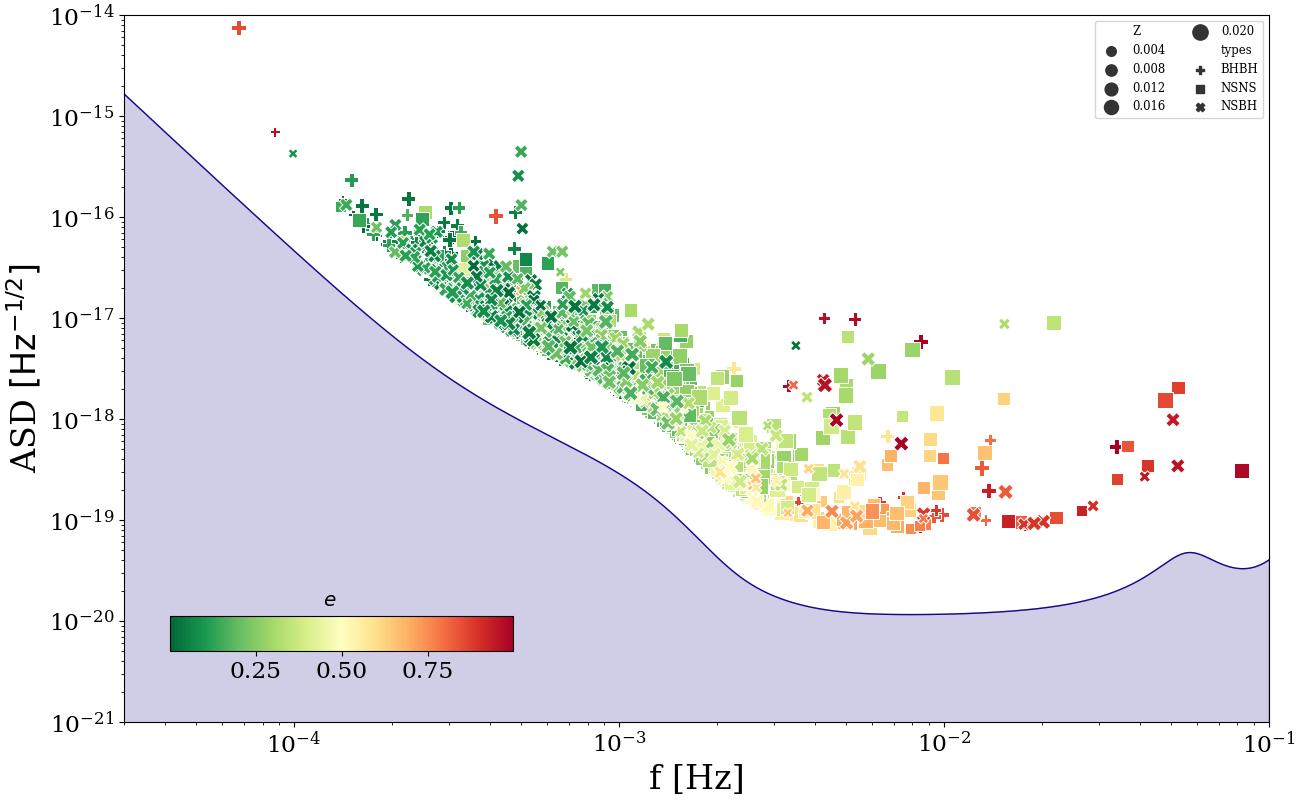 10⁻¹⁴
10⁻¹⁵
10⁻¹⁶
10⁻¹⁷
10⁻¹⁸
10⁻¹⁹
10⁻²⁰
10⁻²¹
ASD [Hz⁻¹/²]
Z
0.004
0.008
0.012
0.016
0.020
types
BHBH
NSNS
NSBH
e
0.25 0.50 0.75
10⁻⁴ 10⁻³ 10⁻² 10⁻¹
f [Hz]